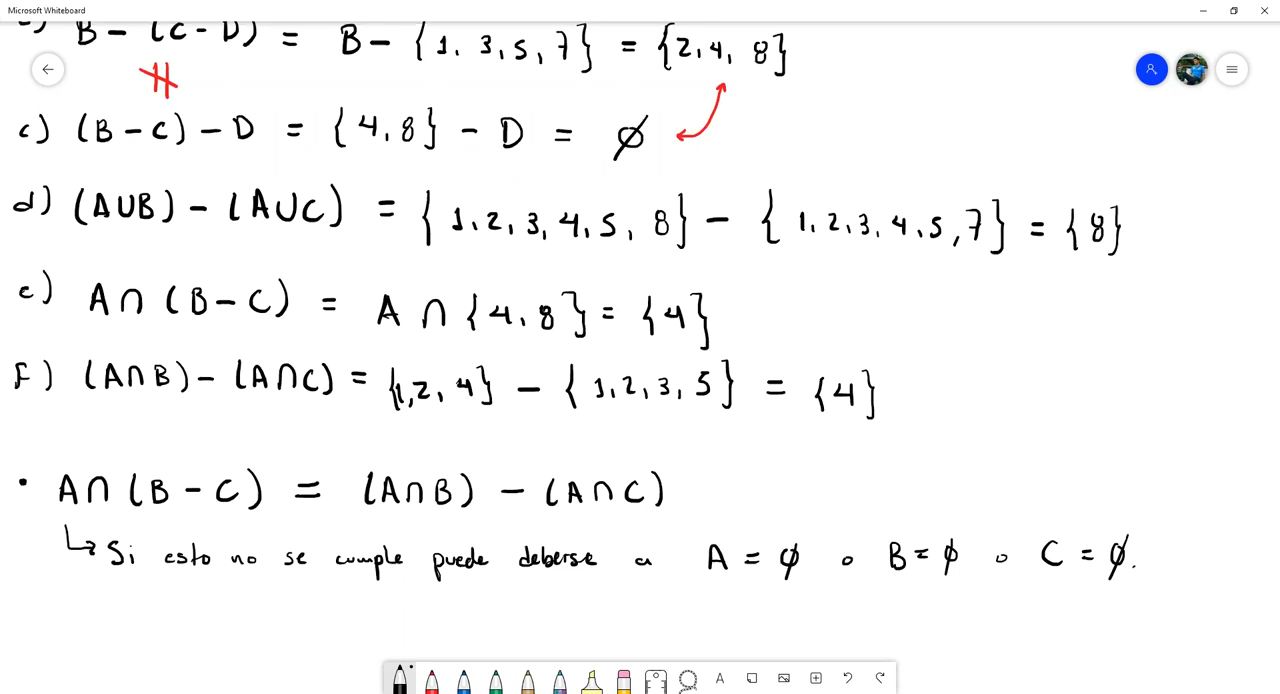 Microsoft Whiteboard
B - (C - D) = B - {1, 3, 5, 7} = {2, 4, 8}
c) (B - C) - D = {4, 8} - D = ∅
d) (A∪B) - (A∪C) = {1, 2, 3, 4, 5, 8} - {1, 2, 3, 4, 5, 7} = {8}
e) A∩(B - C) = A ∩ {4, 8} = {4}
F) (A∩B) - (A∩C) = {1, 2, 4} - {1, 2, 3, 5} = {4}
• A∩(B - C) = (A∩B) - (A∩C)
↳ Si esto no se cumple puede deberse a A = ∅ o B = ∅ o C = ∅.